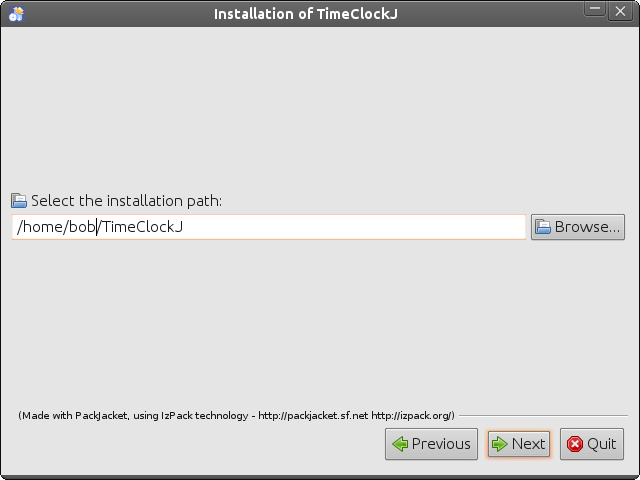 Installation of TimeClockJ
Select the installation path:
/home/bob/TimeClockJ
Browse...
(Made with PackJacket, using IzPack technology - http://packjacket.sf.net http://izpack.org/)
Previous
Next
Quit